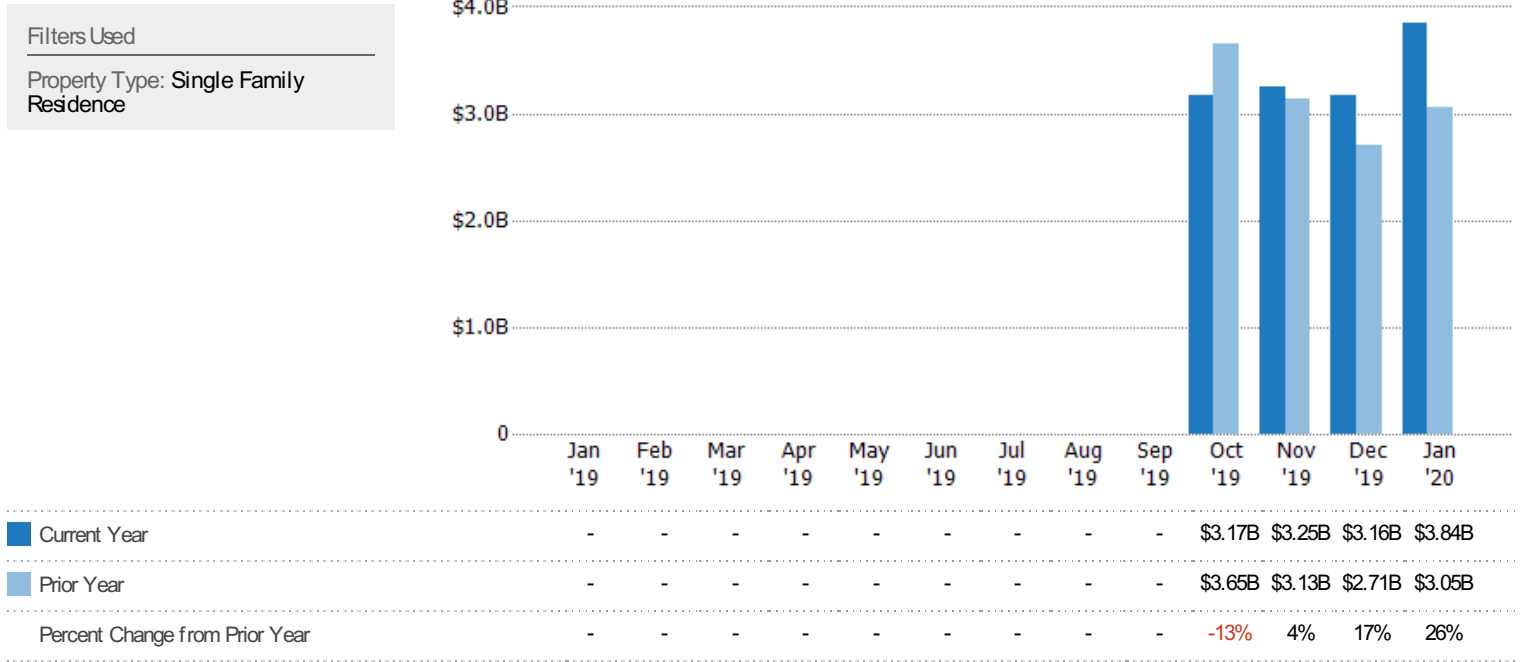 Filters Used
Property Type: Single Family
Residence
$4.0B
$3.0B
$2.0B
$1.0B
0
Jan Feb Mar Apr May Jun Jul Aug Sep Oct Nov Dec Jan
'19 '19 '19 '19 '19 '19 '19 '19 '19 '19 '19 '19 '20
Current Year - - - - - - - - - $3.17B $3.25B $3.16B $3.84B
Prior Year - - - - - - - - - $3.65B $3.13B $2.71B $3.05B
Percent Change from Prior Year - - - - - - - - - -13% 4% 17% 26%